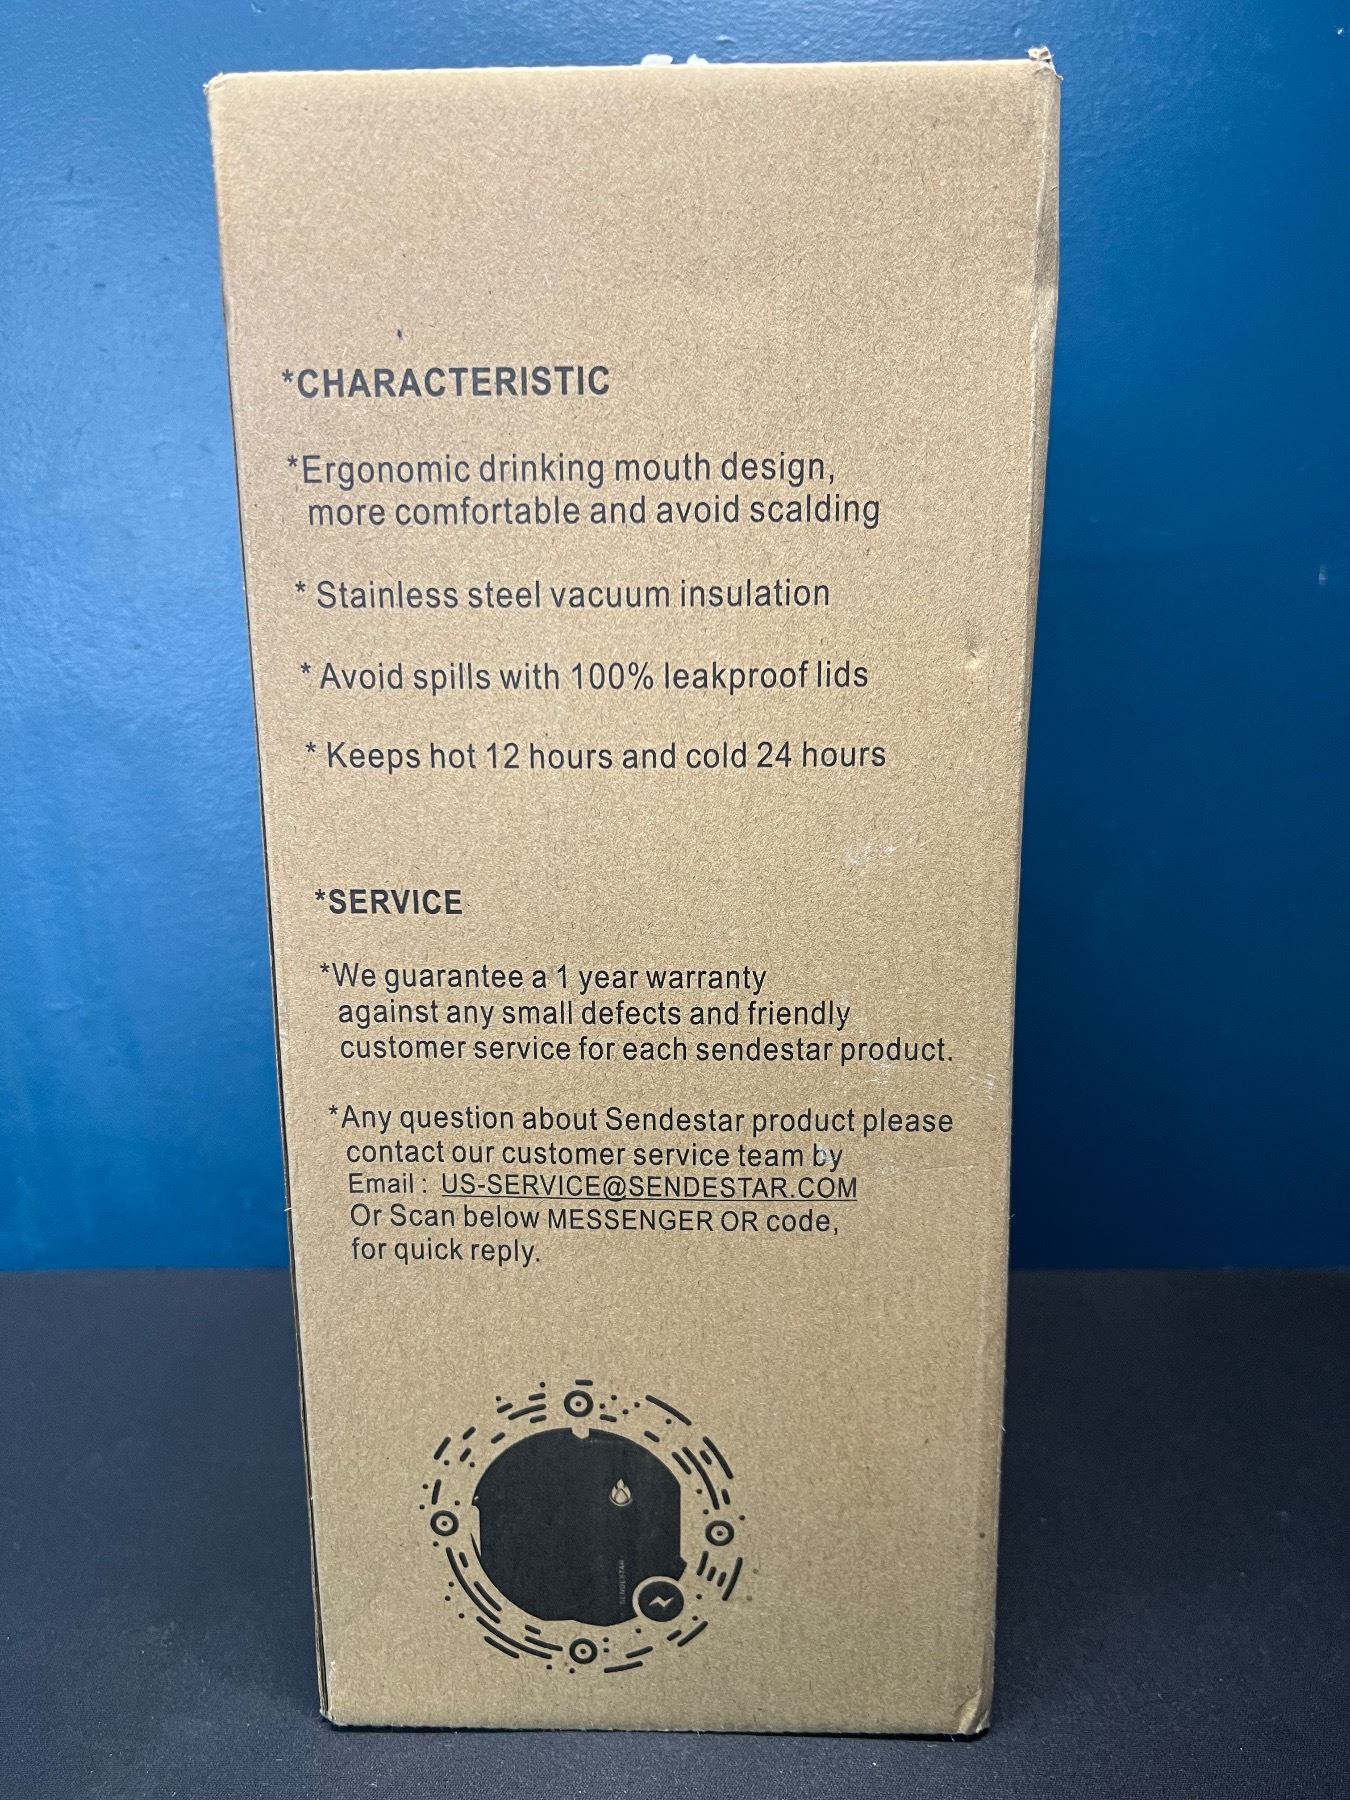 *CHARACTERISTIC
*Ergonomic drinking mouth design,
more comfortable and avoid scalding
* Stainless steel vacuum insulation
* Avoid spills with 100% leakproof lids
* Keeps hot 12 hours and cold 24 hours
*SERVICE
*We guarantee a 1 year warranty
against any small defects and friendly
customer service for each sendestar product.
*Any question about Sendestar product please
contact our customer service team by
Email : US-SERVICE@SENDESTAR.COM
Or Scan below MESSENGER OR code,
for quick reply.
SENDESTAR